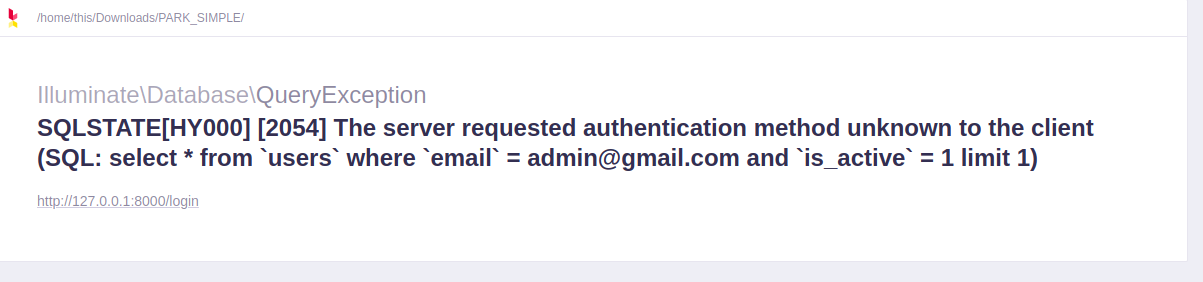 /home/this/Downloads/PARK_SIMPLE/
Illuminate\Database\QueryException
SQLSTATE[HY000] [2054] The server requested authentication method unknown to the client
(SQL: select * from `users` where `email` = admin@gmail.com and `is_active` = 1 limit 1)
http://127.0.0.1:8000/login